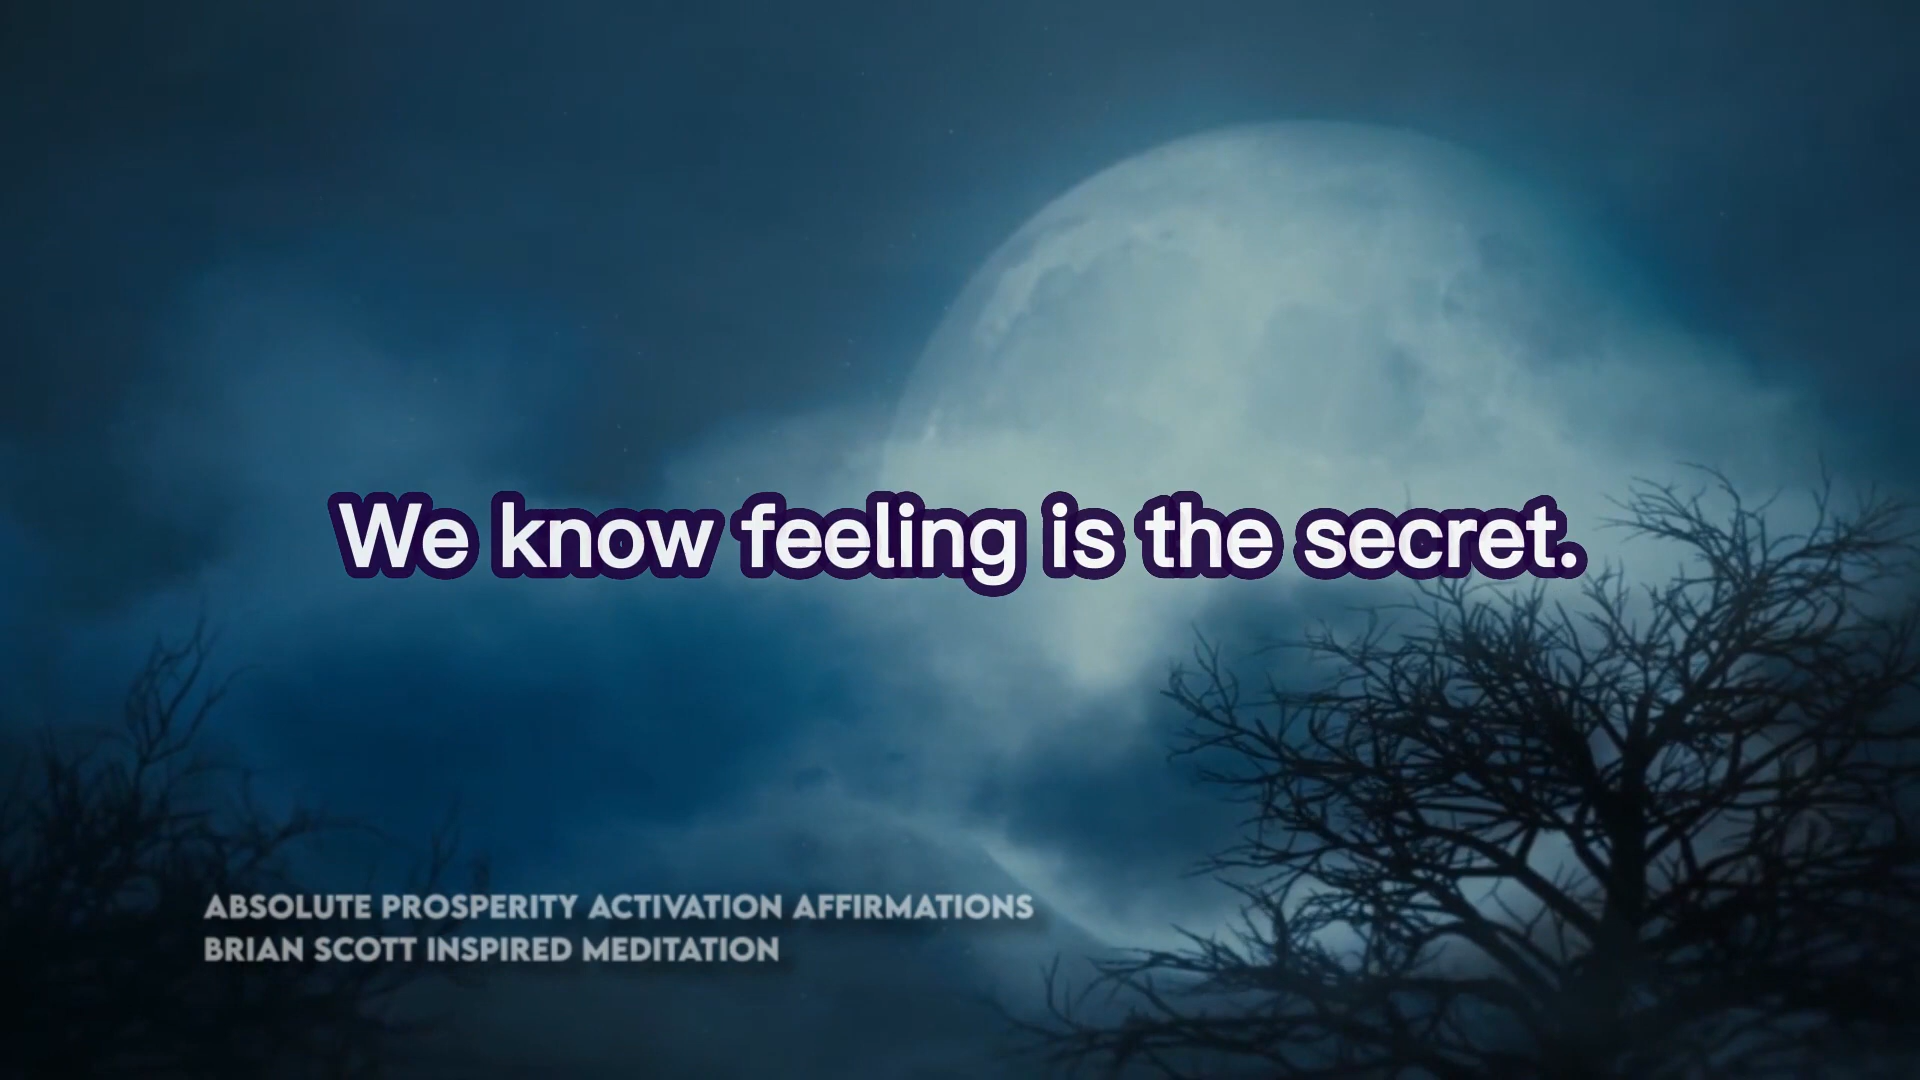 We know feeling is the secret.
ABSOLUTE PROSPERITY ACTIVATION AFFIRMATIONS
BRIAN SCOTT INSPIRED MEDITATION